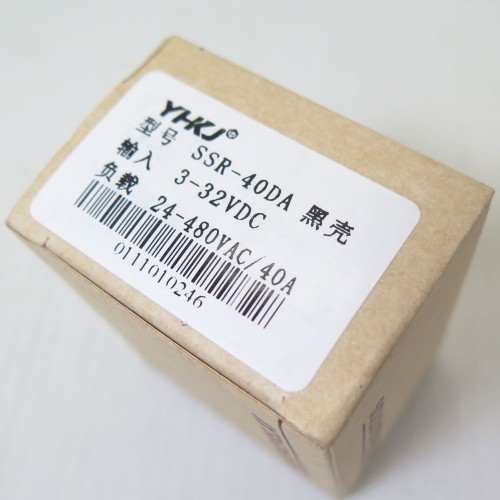 YHKJ
型号 SSR-40DA 黑壳
输入 3-32VDC
负载 24-480VAC/40A
0111010246